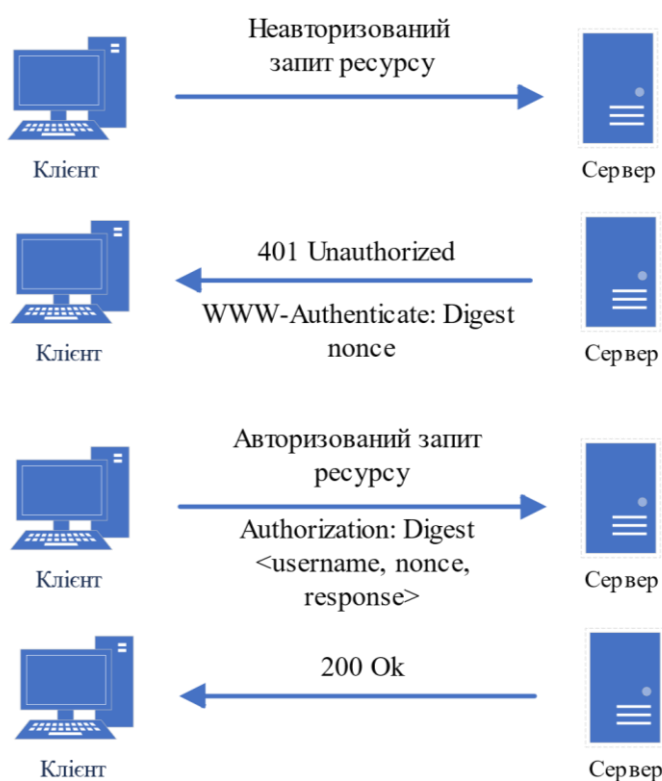 Неавторизований
запит ресурсу
Клієнт
Сервер
401 Unauthorized
WWW-Authenticate: Digest
nonce
Клієнт
Сервер
Авторизований запит
ресурсу
Authorization: Digest
<username, nonce,
response>
Клієнт
Сервер
200 Ok
Клієнт
Сервер